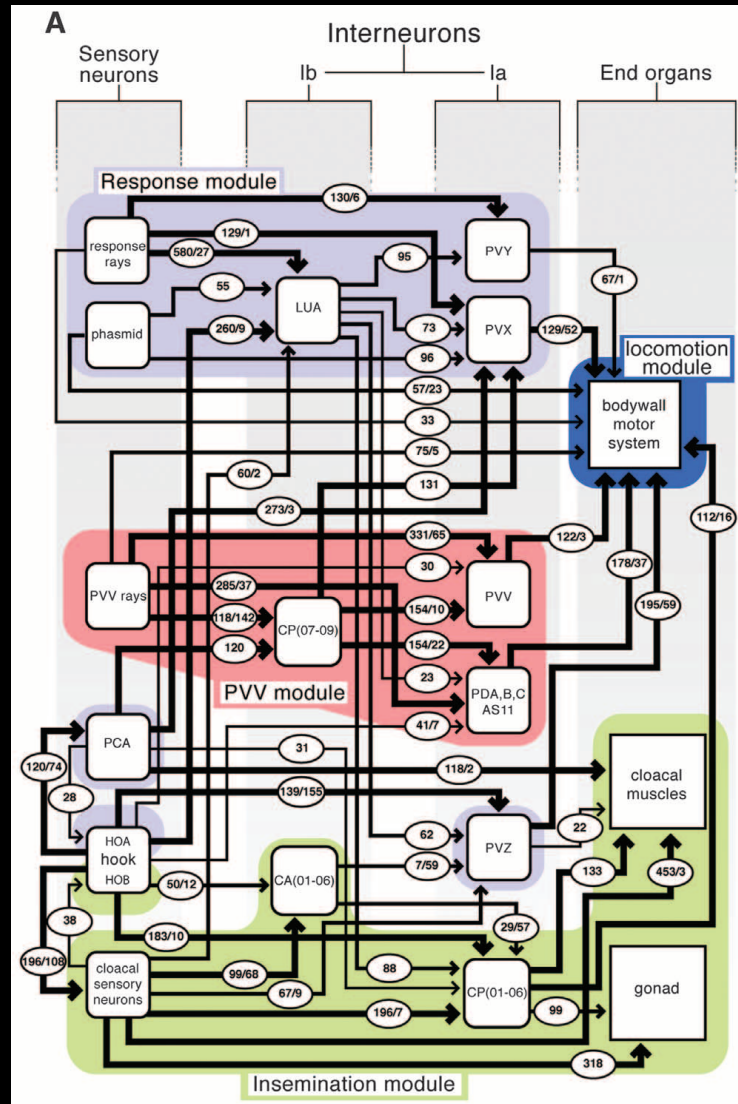 A
Interneurons
Sensory
neurons
Ib
Ia
End organs
Response module
130/6
response
rays
129/1
580/27
PVY
95
67/1
55
LUA
phasmid
260/9
73
PVX
129/52
96
locomotion
module
57/23
bodywall
motor
system
33
75/5
60/2
131
273/3
112/16
331/65
122/3
30
178/37
PVV rays
285/37
PVV
118/142
CP(07-09)
154/10
195/59
120
154/22
23
PDA,B,C
AS11
PVV module
41/7
PCA
31
120/74
118/2
cloacal
muscles
28
139/155
HOA
hook
HOB
62
PVZ
22
CA(01-06)
7/59
133
453/3
50/12
38
29/57
183/10
196/108
cloacal
sensory
neurons
99/68
88
67/9
CP(01-06)
gonad
196/7
99
318
Insemination module